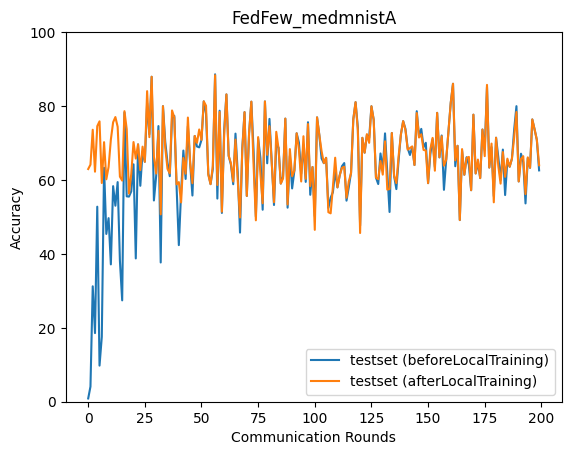 FedFew_medmnistA
100
80
60
40
20
0
Accuracy
testset (beforeLocalTraining)
testset (afterLocalTraining)
0 25 50 75 100 125 150 175 200
Communication Rounds